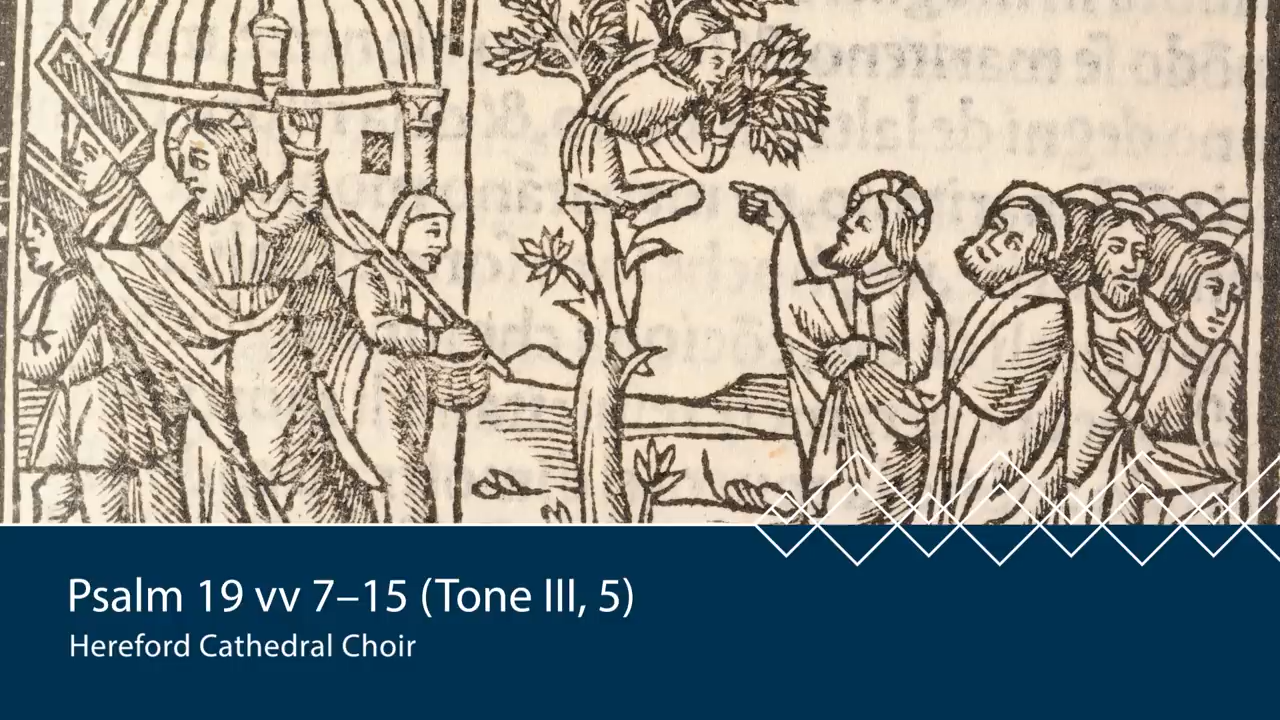 Psalm 19 vv 7–15 (Tone III, 5)
Hereford Cathedral Choir